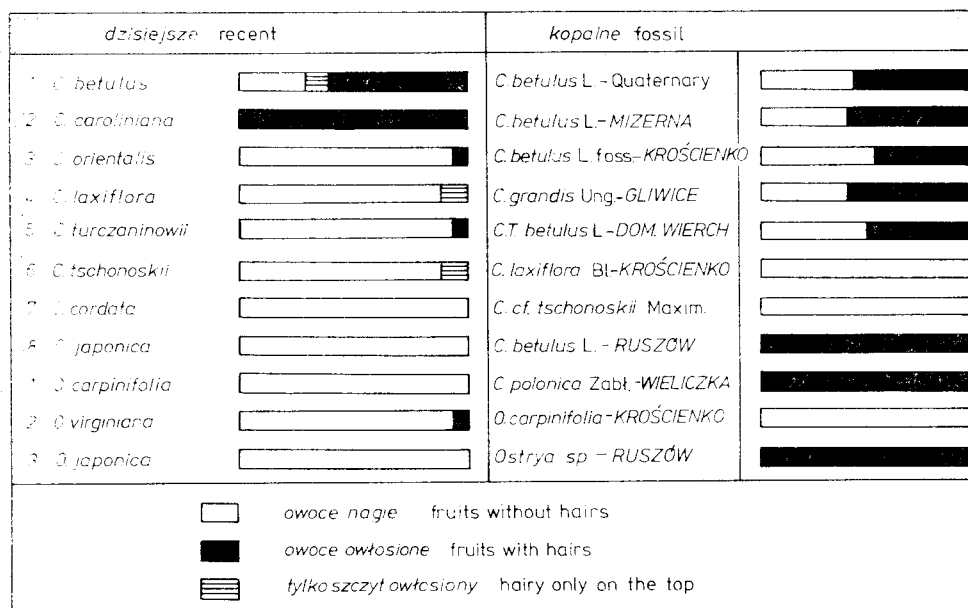 dzisiejsze recent
1 C. betulus
2 C. caroliniana
3 C. orientalis
4 C. laxiflora
5 C. turczaninowii
6 C. tschonoskii
7 C. cordata
8 C. japonica
1 O. carpinifolia
2 O. virginiana
3 O. japonica
kopalne fossil
C. betulus L. - Quaternary
C. betulus L. - MIZERNA
C. betulus L. foss. - KROŚCIENKO
C. grandis Ung. - GLIWICE
C.T. betulus L - DOM. WIERCH
C. laxiflora Bl - KROŚCIENKO
C. cf. tschonoskii Maxim.
C. betulus L. - RUSZÓW
C polonica Zabł. - WIELICZKA
O. carpinifolia - KROŚCIENKO
Ostrya sp - RUSZÓW
owoce nagie fruits without hairs
owoce owłosione fruits with hairs
tylko szczyt owłosiony hairy only on the top